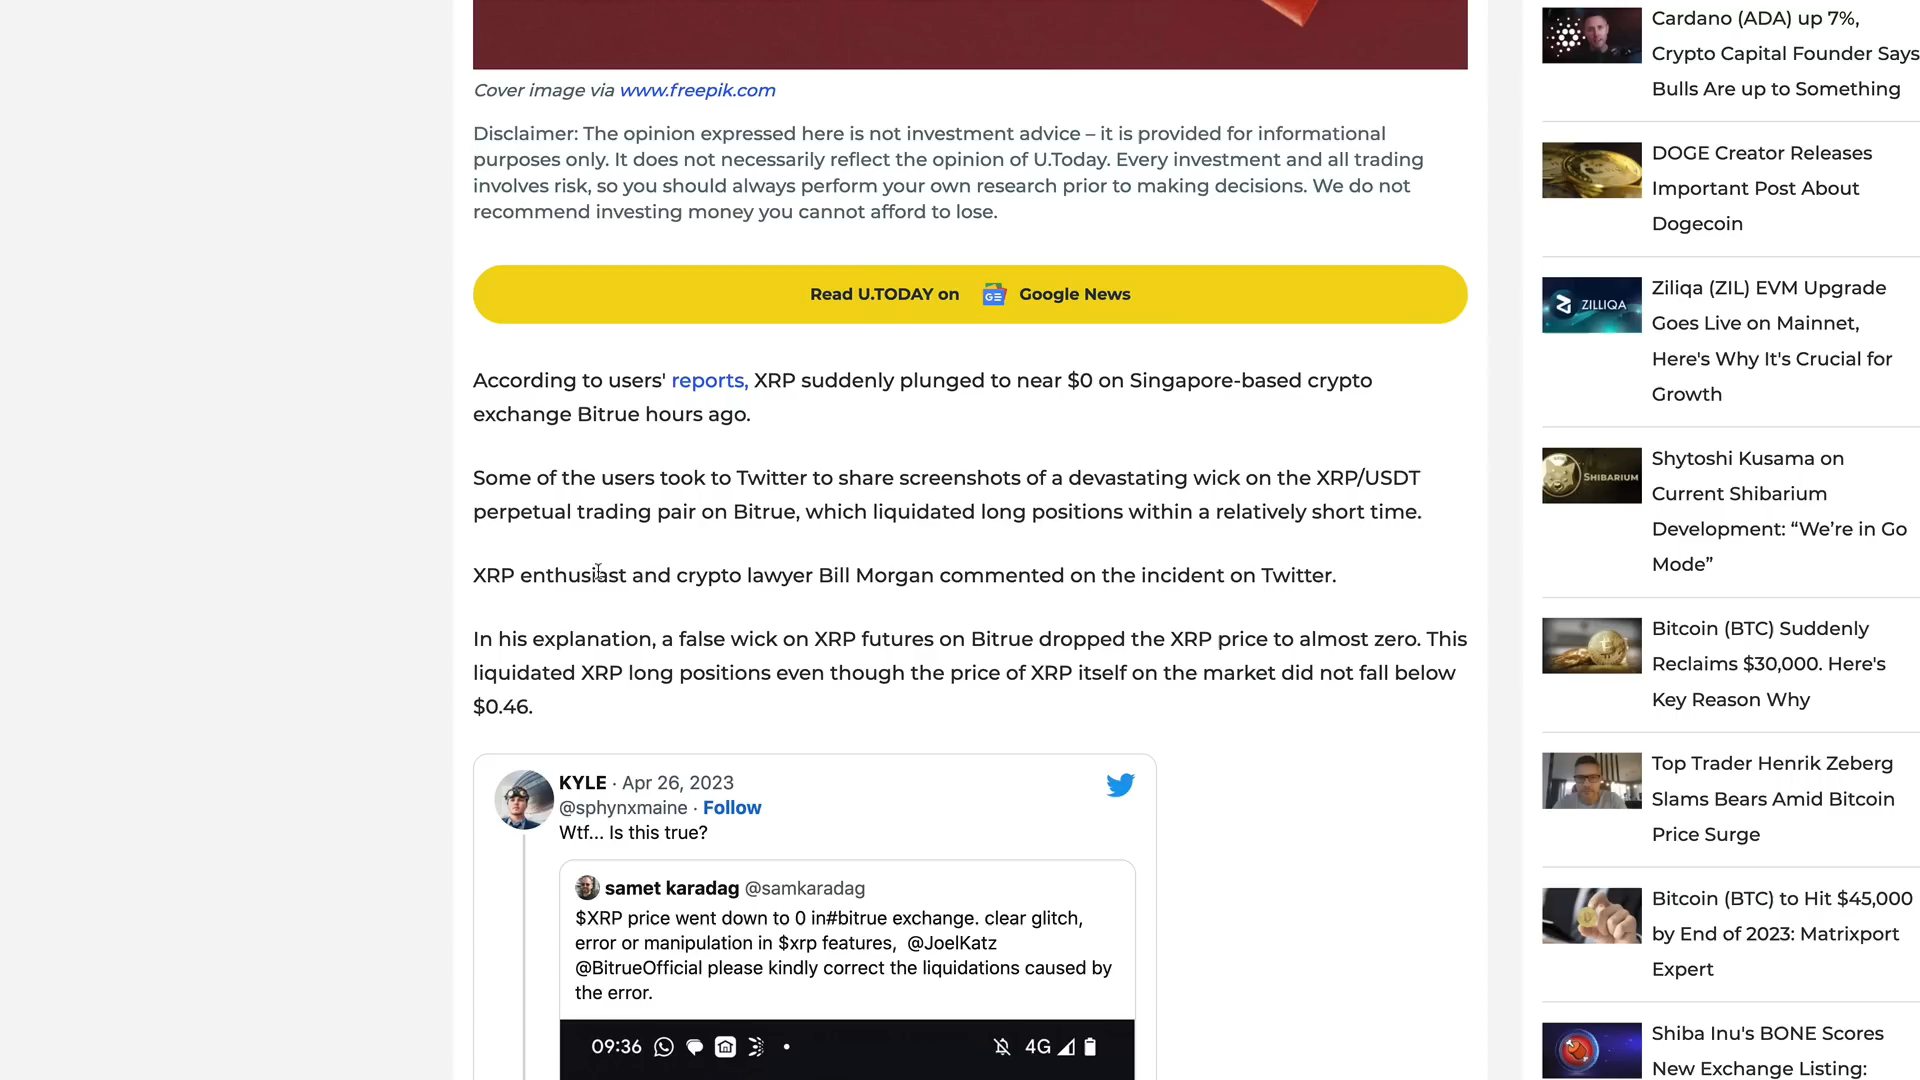 Cover image via www.freepik.com
Disclaimer: The opinion expressed here is not investment advice – it is provided for informational
purposes only. It does not necessarily reflect the opinion of U.Today. Every investment and all trading
involves risk, so you should always perform your own research prior to making decisions. We do not
recommend investing money you cannot afford to lose.
Read U.TODAY on GE Google News
According to users' reports, XRP suddenly plunged to near $0 on Singapore-based crypto
exchange Bitrue hours ago.
Some of the users took to Twitter to share screenshots of a devastating wick on the XRP/USDT
perpetual trading pair on Bitrue, which liquidated long positions within a relatively short time.
XRP enthusiast and crypto lawyer Bill Morgan commented on the incident on Twitter.
In his explanation, a false wick on XRP futures on Bitrue dropped the XRP price to almost zero. This
liquidated XRP long positions even though the price of XRP itself on the market did not fall below
$0.46.
KYLE · Apr 26, 2023
@sphynxmaine · Follow
Wtf... Is this true?
samet karadag @samkaradag
$XRP price went down to 0 in#bitrue exchange. clear glitch,
error or manipulation in $xrp features, @JoelKatz
@BitrueOfficial please kindly correct the liquidations caused by
the error.
09:36 4G
Cardano (ADA) up 7%,
Crypto Capital Founder Says
Bulls Are up to Something
DOGE Creator Releases
Important Post About
Dogecoin
ZILLIQA
Ziliqa (ZIL) EVM Upgrade
Goes Live on Mainnet,
Here's Why It's Crucial for
Growth
SHIBARIUM
Shytoshi Kusama on
Current Shibarium
Development: “We’re in Go
Mode”
Bitcoin (BTC) Suddenly
Reclaims $30,000. Here's
Key Reason Why
Top Trader Henrik Zeberg
Slams Bears Amid Bitcoin
Price Surge
Bitcoin (BTC) to Hit $45,000
by End of 2023: Matrixport
Expert
Shiba Inu's BONE Scores
New Exchange Listing: